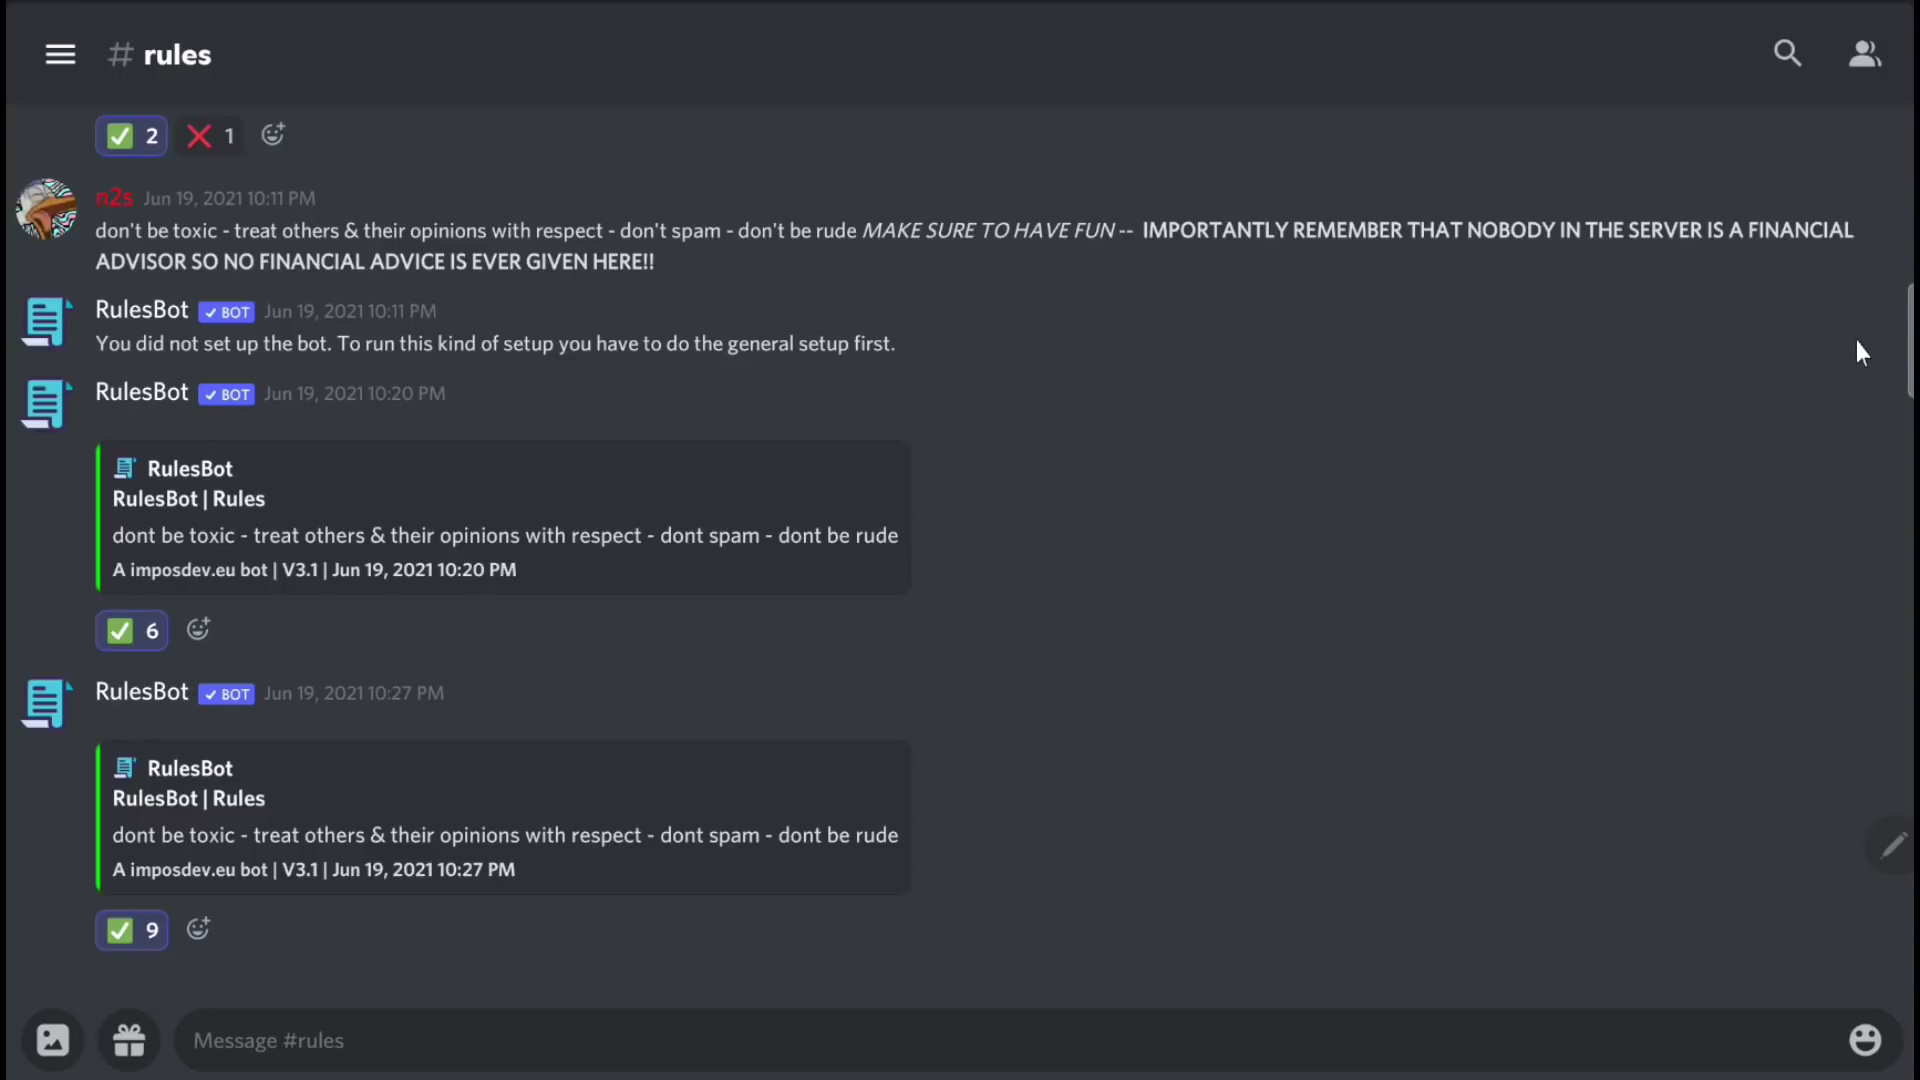 # rules
2 1
n2s Jun 19, 2021 10:11 PM
don't be toxic - treat others & their opinions with respect - don't spam - don't be rude MAKE SURE TO HAVE FUN -- IMPORTANTLY REMEMBER THAT NOBODY IN THE SERVER IS A FINANCIAL
ADVISOR SO NO FINANCIAL ADVICE IS EVER GIVEN HERE!!
RulesBot ✓ BOT Jun 19, 2021 10:11 PM
You did not set up the bot. To run this kind of setup you have to do the general setup first.
RulesBot ✓ BOT Jun 19, 2021 10:20 PM
RulesBot
RulesBot | Rules
dont be toxic - treat others & their opinions with respect - dont spam - dont be rude
A imposdev.eu bot | V3.1 | Jun 19, 2021 10:20 PM
6
RulesBot ✓ BOT Jun 19, 2021 10:27 PM
RulesBot
RulesBot | Rules
dont be toxic - treat others & their opinions with respect - dont spam - dont be rude
A imposdev.eu bot | V3.1 | Jun 19, 2021 10:27 PM
9
Message #rules